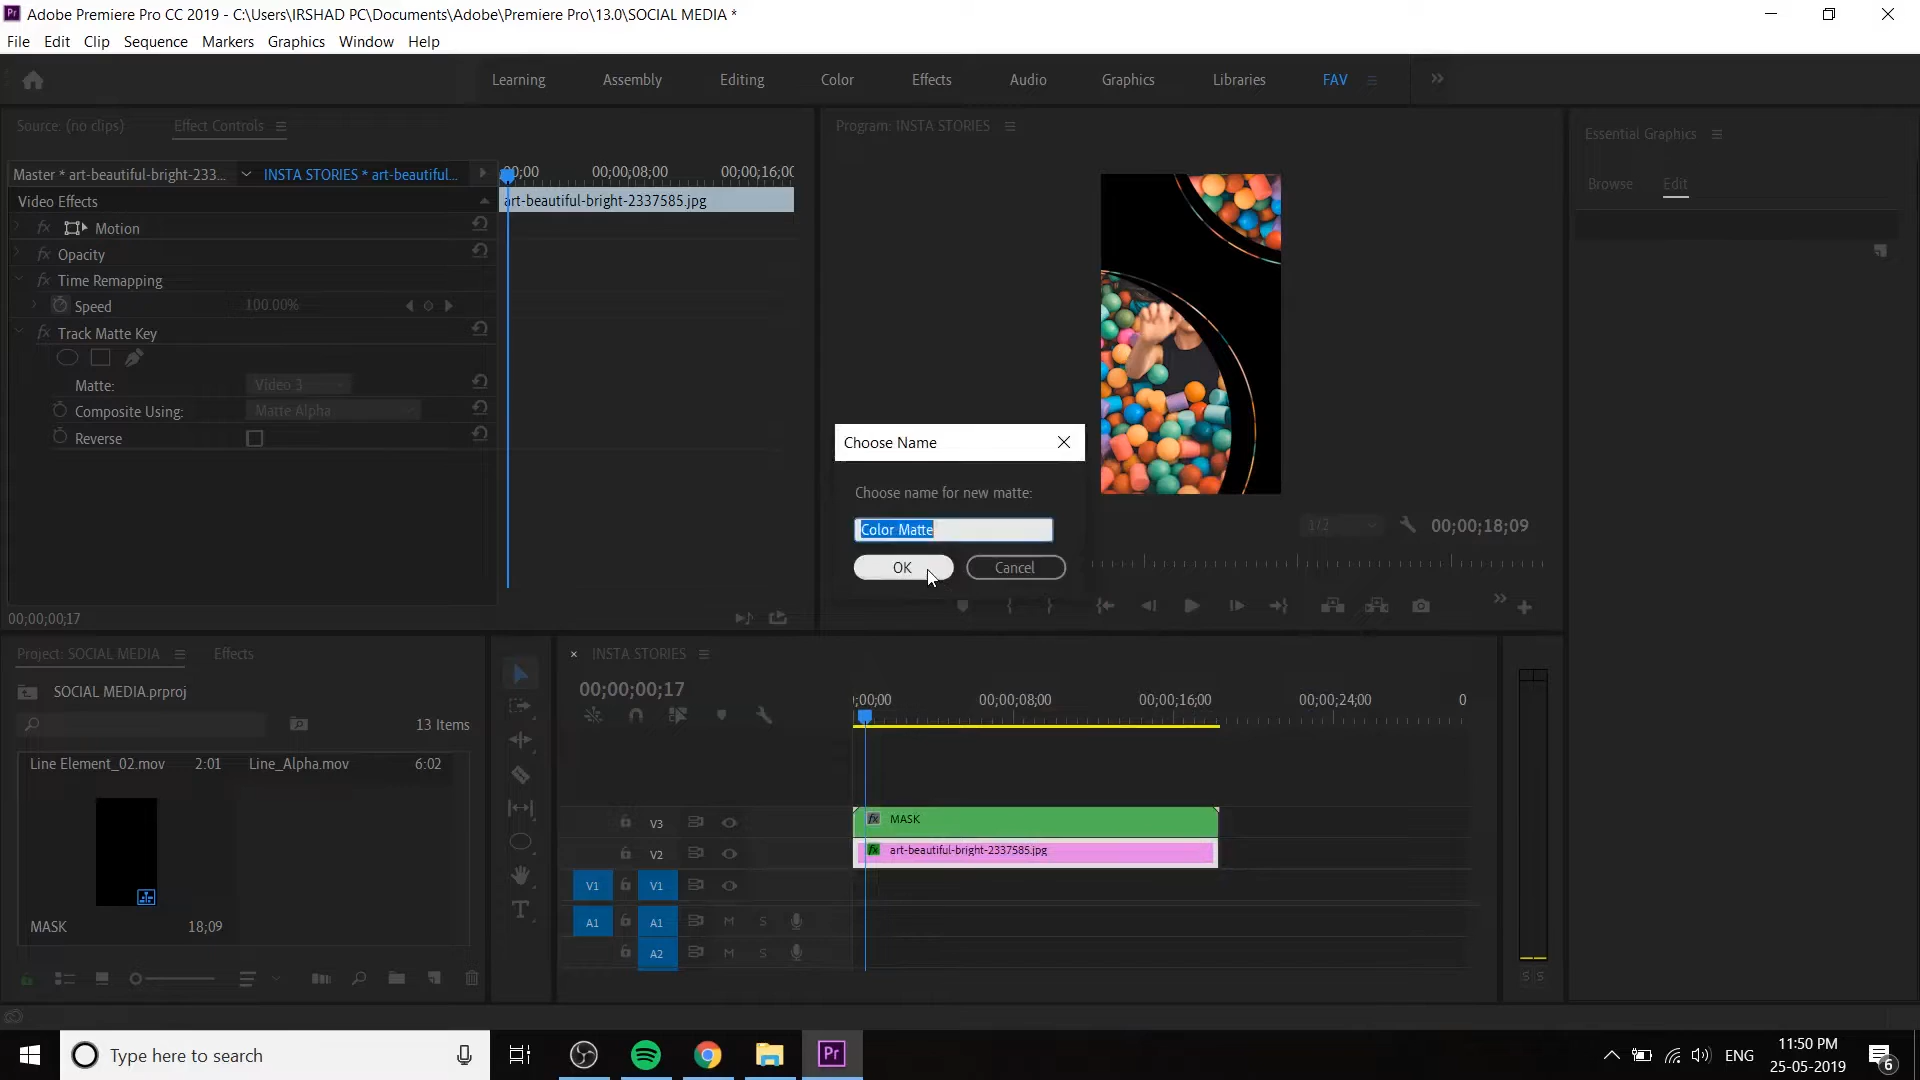 Pr Adobe Premiere Pro CC 2019 - C:\Users\IRSHAD PC\Documents\Adobe\Premiere Pro\13.0\SOCIAL MEDIA *
File Edit Clip Sequence Markers Graphics Window Help
Learning Assembly Editing Color Effects Audio Graphics Libraries FAV
Source: (no clips) Effect Controls
Master * art-beautiful-bright-233... INSTA STORIES * art-beautiful...
;00;00 00;00;08;00 00;00;16;00
art-beautiful-bright-2337585.jpg
Video Effects
fx Motion
fx Opacity
fx Time Remapping
Speed 100.00%
fx Track Matte Key
Matte: Video 3
Composite Using: Matte Alpha
Reverse
00;00;00;17
Program: INSTA STORIES
1/2 00;00;18;09
Essential Graphics
Browse Edit
Choose Name
Choose name for new matte:
Color Matte
OK Cancel
Project: SOCIAL MEDIA Effects
SOCIAL MEDIA.prproj
13 Items
Line Element_02.mov 2:01 Line_Alpha.mov 6:02
MASK 18;09
INSTA STORIES
00;00;00;17
;00;00 00;00;08;00 00;00;16;00 00;00;24;00 0
V3 fx MASK
V2 fx art-beautiful-bright-2337585.jpg
V1 V1
A1 A1 M S
A2 M S
S S
Type here to search
Pr
ENG
11:50 PM
25-05-2019
6